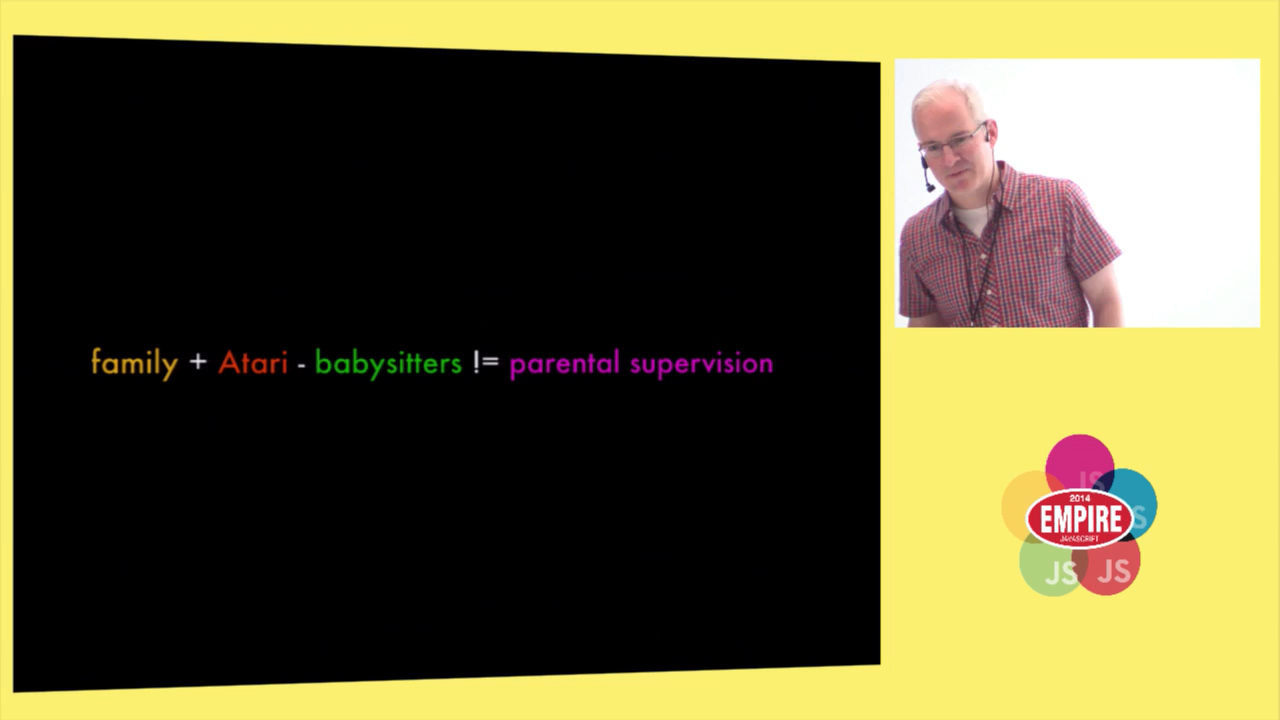 family + Atari - babysitters != parental supervision
JS
JS
2014
EMPIRE
JAVASCRIPT
JS
JS